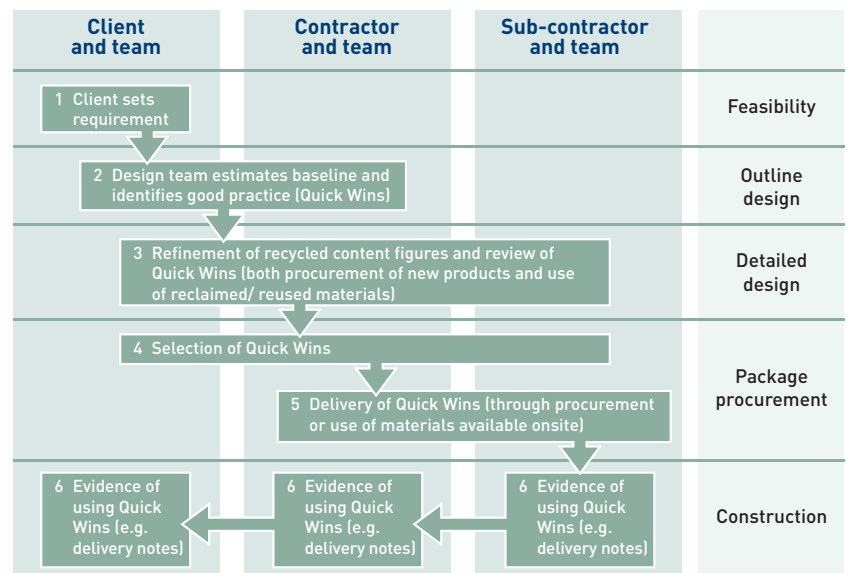 Client
and team
Contractor
and team
Sub-contractor
and team
1 Client sets
requirement
Feasibility
2 Design team estimates baseline and
identifies good practice (Quick Wins)
Outline
design
3 Refinement of recycled content figures and review of
Quick Wins (both procurement of new products and use
of reclaimed/ reused materials)
Detailed
design
4 Selection of Quick Wins
5 Delivery of Quick Wins (through procurement
or use of materials available onsite)
Package
procurement
6 Evidence of
using Quick
Wins (e.g.
delivery notes)
6 Evidence of
using Quick
Wins (e.g.
delivery notes)
6 Evidence of
using Quick
Wins (e.g.
delivery notes)
Construction